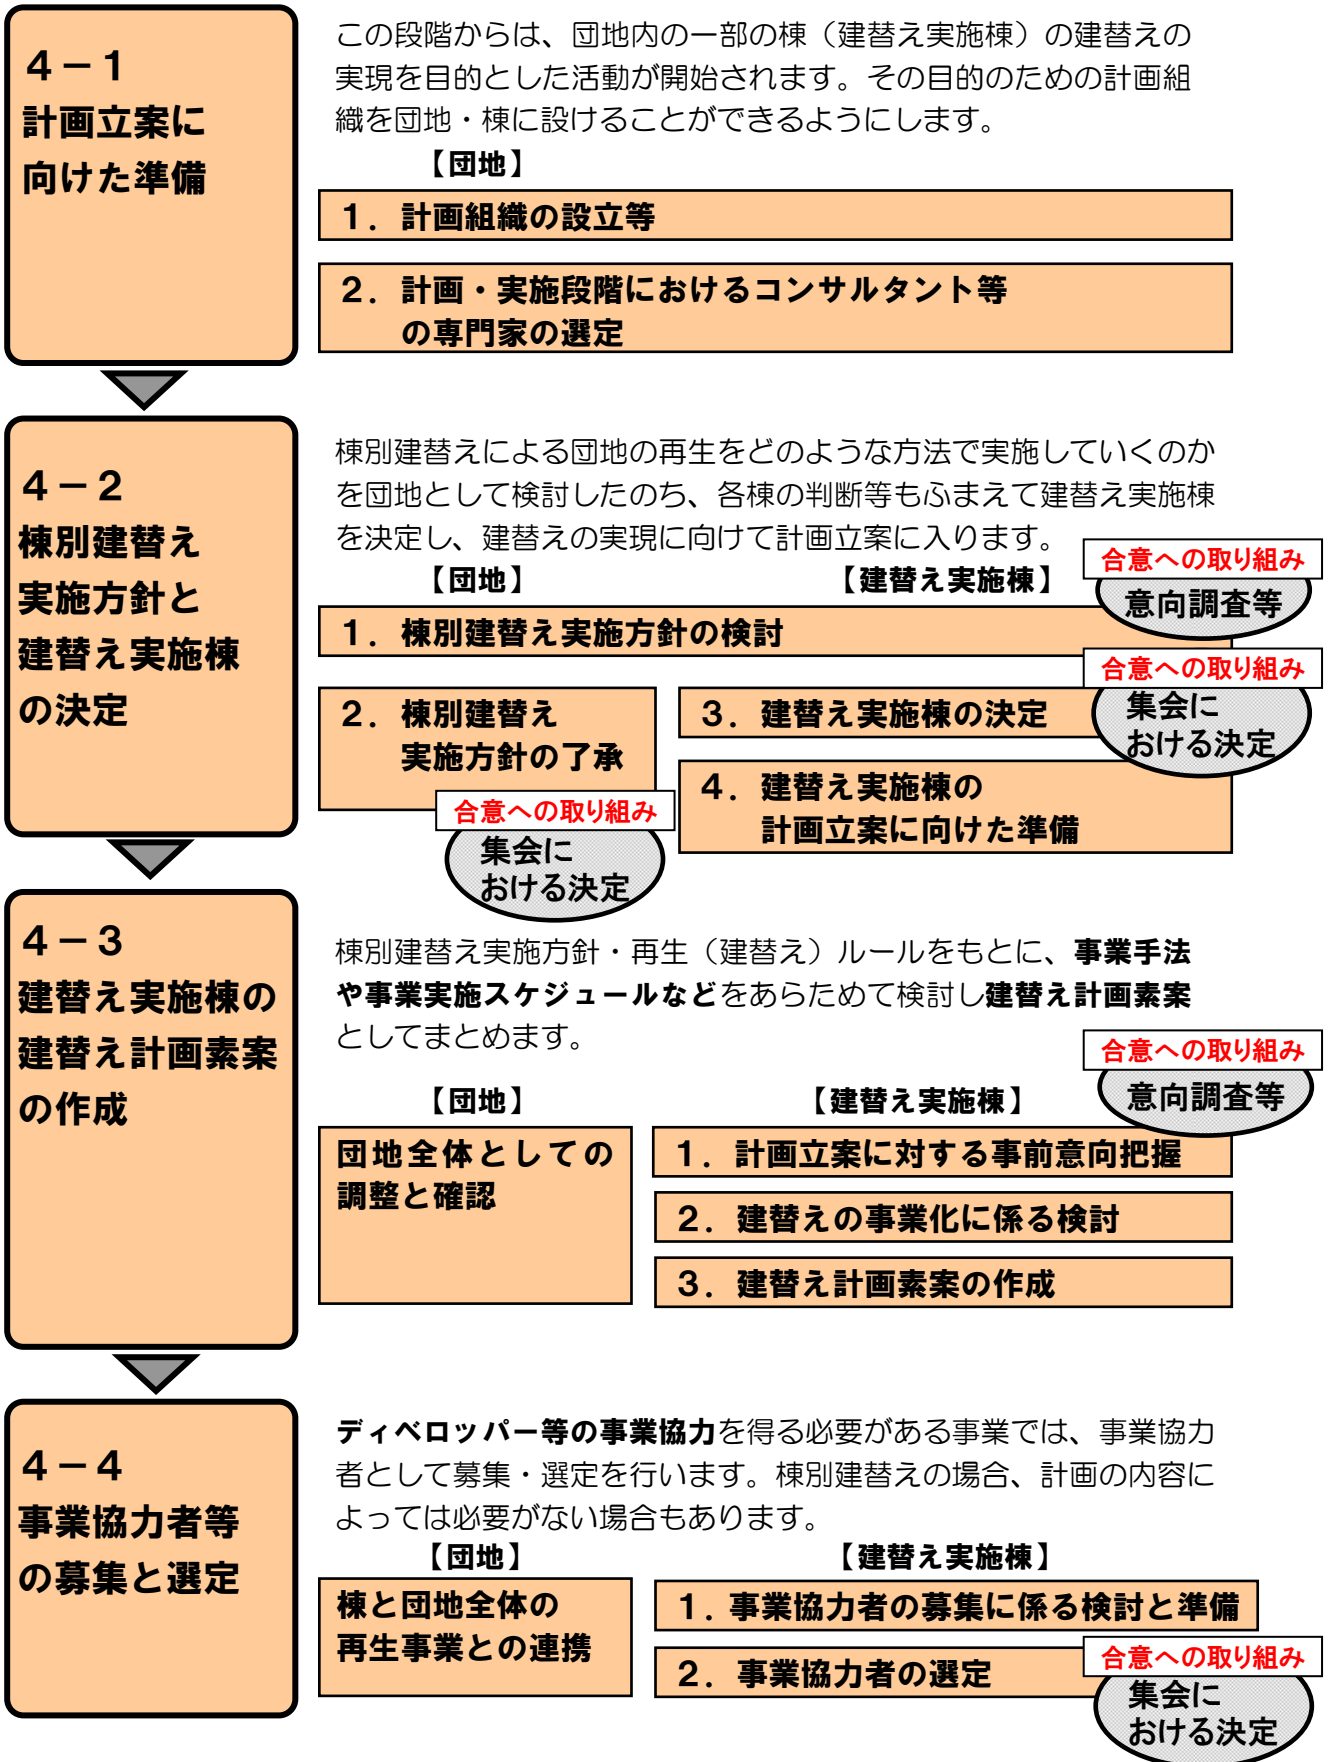 4－1
計画立案に
向けた準備
この段階からは、団地内の一部の棟（建替え実施棟）の建替えの
実現を目的とした活動が開始されます。その目的のための計画組
織を団地・棟に設けることができるようにします。
【団地】
1．計画組織の設立等
2．計画・実施段階におけるコンサルタント等
の専門家の選定
4－2
棟別建替え
実施方針と
建替え実施棟
の決定
棟別建替えによる団地の再生をどのような方法で実施していくのか
を団地として検討したのち、各棟の判断等もふまえて建替え実施棟
を決定し、建替えの実現に向けて計画立案に入ります。
【団地】
【建替え実施棟】
合意への取り組み
意向調査等
1．棟別建替え実施方針の検討
2．棟別建替え
実施方針の了承
合意への取り組み
集会に
おける決定
3．建替え実施棟の決定
合意への取り組み
集会に
おける決定
4．建替え実施棟の
計画立案に向けた準備
4－3
建替え実施棟の
建替え計画素案
の作成
棟別建替え実施方針・再生（建替え）ルールをもとに、事業手法
や事業実施スケジュールなどをあらためて検討し建替え計画素案
としてまとめます。
合意への取り組み
意向調査等
【団地】
【建替え実施棟】
団地全体としての
調整と確認
1．計画立案に対する事前意向把握
2．建替えの事業化に係る検討
3．建替え計画素案の作成
4－4
事業協力者等
の募集と選定
ディベロッパー等の事業協力を得る必要がある事業では、事業協力
者として募集・選定を行います。棟別建替えの場合、計画の内容に
よっては必要がない場合もあります。
【団地】
【建替え実施棟】
棟と団地全体の
再生事業との連携
1．事業協力者の募集に係る検討と準備
2．事業協力者の選定
合意への取り組み
集会に
おける決定